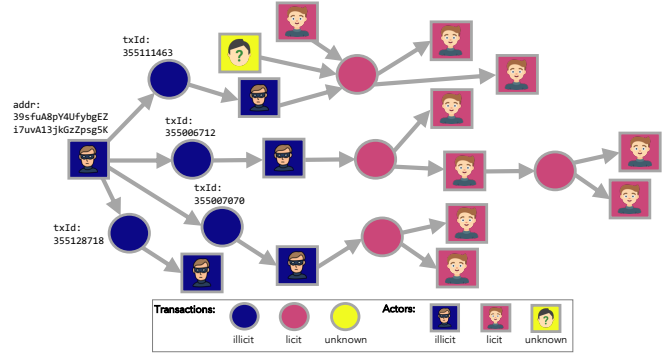 txId:
355111463
addr:
39sfuA8pY4UfybgEZ
i7uvA13jkGzZpsg5K
txId:
355006712
txId:
355007070
txId:
355128718
Transactions:
illicit
licit
unknown
Actors:
illicit
licit
unknown